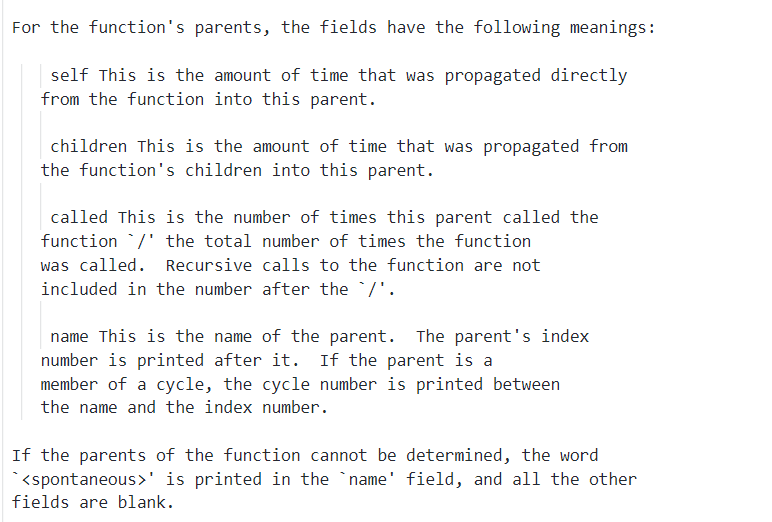 For the function's parents, the fields have the following meanings:
self This is the amount of time that was propagated directly
from the function into this parent.
children This is the amount of time that was propagated from
the function's children into this parent.
called This is the number of times this parent called the
function `/' the total number of times the function
was called.  Recursive calls to the function are not
included in the number after the `/'.
name This is the name of the parent.  The parent's index
number is printed after it.  If the parent is a
member of a cycle, the cycle number is printed between
the name and the index number.
If the parents of the function cannot be determined, the word
`<spontaneous>' is printed in the `name' field, and all the other
fields are blank.